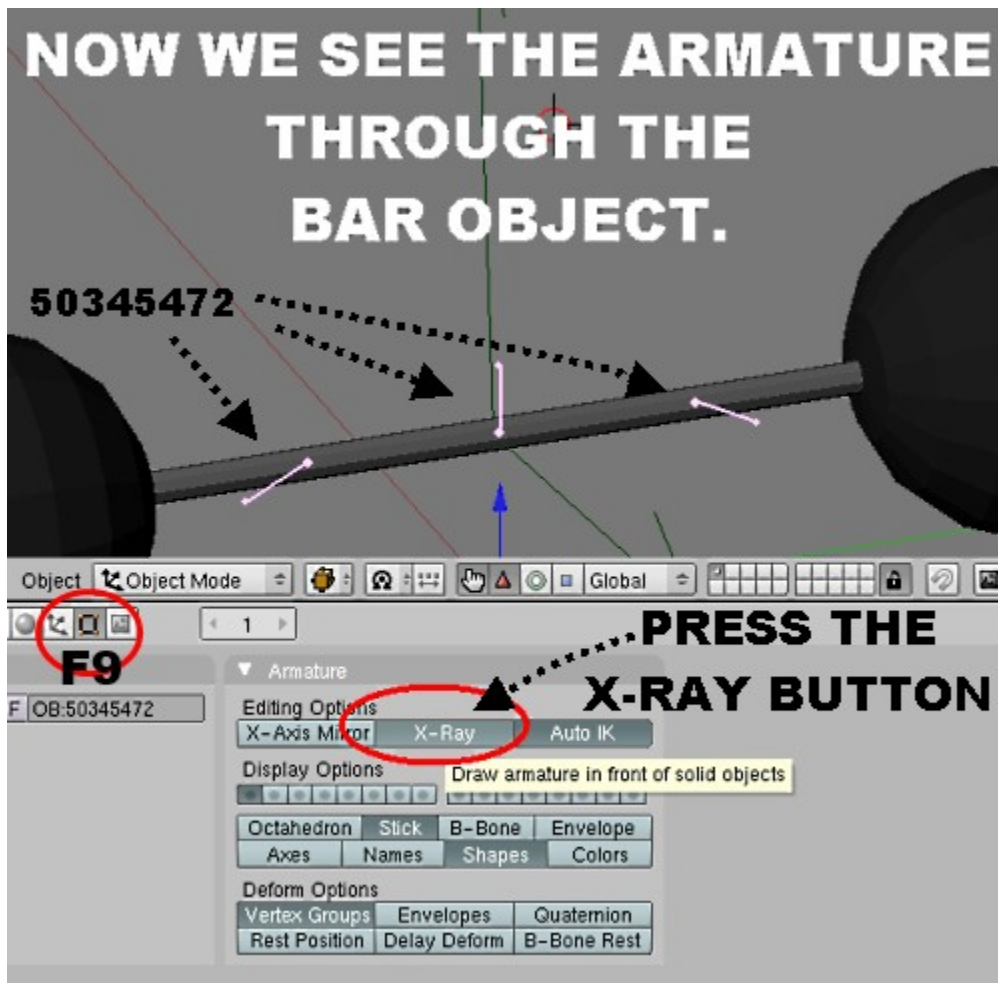 NOW WE SEE THE ARMATURE
THROUGH THE
BAR OBJECT.
50345472
Object Object Mode Global
1
F9
PRESS THE
X-RAY BUTTON
Armature
F OB:50345472
Editing Options
X-Axis Mirror X-Ray Auto IK
Display Options
Draw armature in front of solid objects
Octahedron Stick B-Bone Envelope
Axes Names Shapes Colors
Deform Options
Vertex Groups Envelopes Quaternion
Rest Position Delay Deform B-Bone Rest